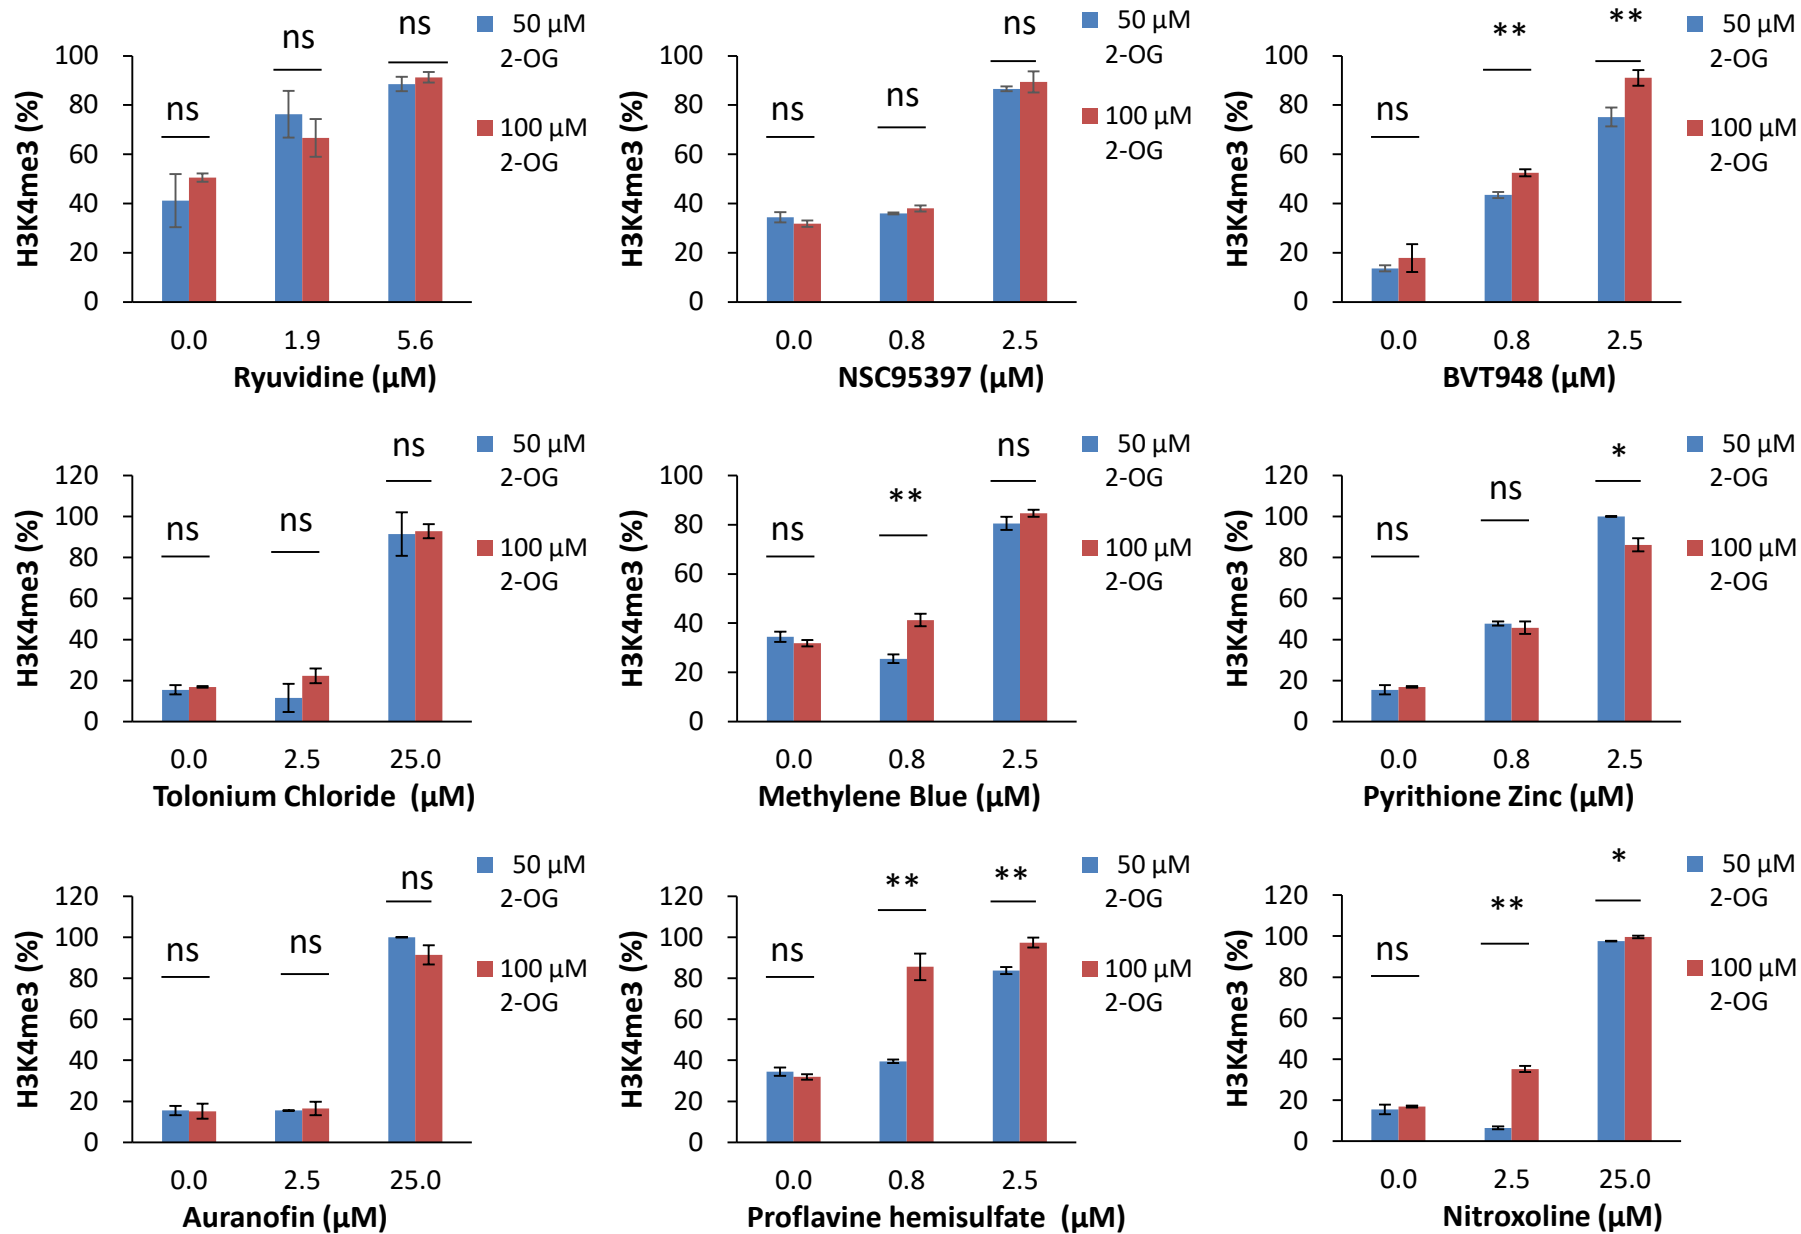 ns
ns
ns
50 µM
2-OG
100 µM
2-OG
H3K4me3 (%)
100
80
60
40
20
0
0.0 1.9 5.6
Ryuvidine (µM)
ns
ns
ns
50 µM
2-OG
100 µM
2-OG
H3K4me3 (%)
100
80
60
40
20
0
0.0 0.8 2.5
NSC95397 (µM)
ns
**
**
50 µM
2-OG
100 µM
2-OG
H3K4me3 (%)
100
80
60
40
20
0
0.0 0.8 2.5
BVT948 (µM)
ns
ns
ns
50 µM
2-OG
100 µM
2-OG
H3K4me3 (%)
120
100
80
60
40
20
0
0.0 2.5 25.0
Tolonium Chloride (µM)
ns
**
ns
50 µM
2-OG
100 µM
2-OG
H3K4me3 (%)
100
80
60
40
20
0
0.0 0.8 2.5
Methylene Blue (µM)
ns
ns
*
50 µM
2-OG
100 µM
2-OG
H3K4me3 (%)
120
100
80
60
40
20
0
0.0 0.8 2.5
Pyrithione Zinc (µM)
ns
ns
ns
50 µM
2-OG
100 µM
2-OG
H3K4me3 (%)
120
100
80
60
40
20
0
0.0 2.5 25.0
Auranofin (µM)
ns
**
**
50 µM
2-OG
100 µM
2-OG
H3K4me3 (%)
120
100
80
60
40
20
0
0.0 0.8 2.5
Proflavine hemisulfate (µM)
ns
**
*
50 µM
2-OG
100 µM
2-OG
H3K4me3 (%)
120
100
80
60
40
20
0
0.0 2.5 25.0
Nitroxoline (µM)